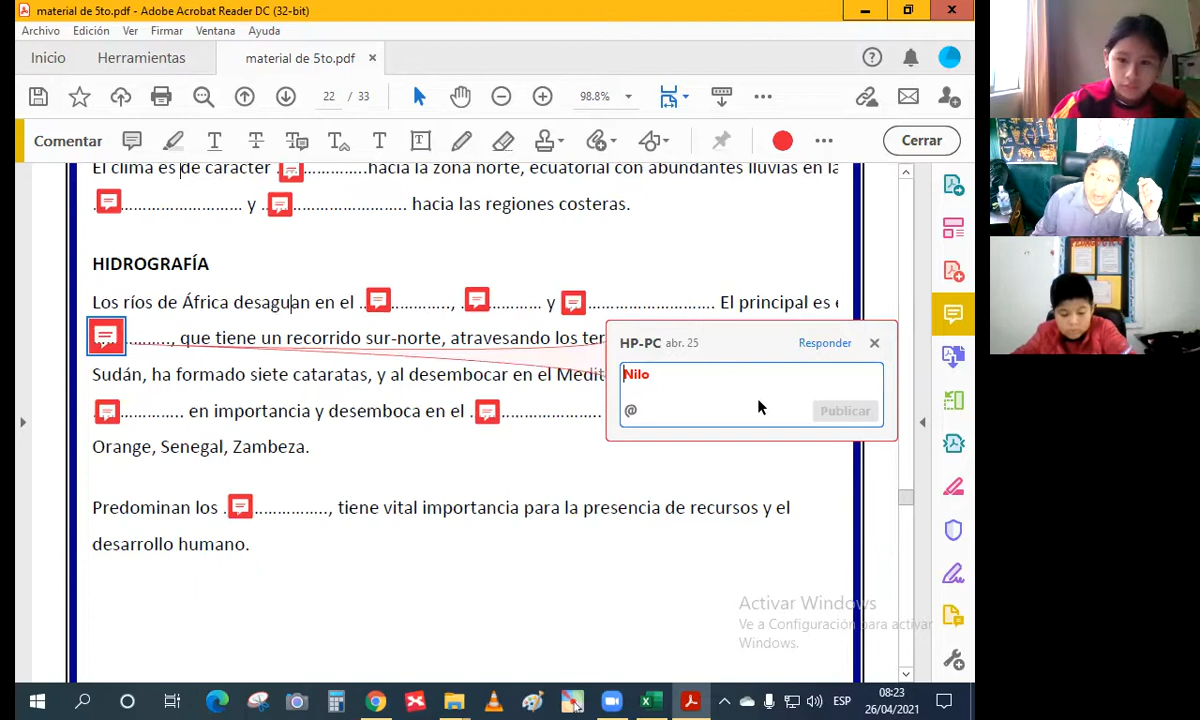 material de 5to.pdf - Adobe Acrobat Reader DC (32-bit)
Archivo Edición Ver Firmar Ventana Ayuda
Inicio Herramientas material de 5to.pdf
22 / 33 98.8%
Comentar Cerrar
El clima es de carácter ...............hacia la zona norte, ecuatorial con abundantes lluvias en la
........................... y ............................ hacia las regiones costeras.
HIDROGRAFÍA
Los ríos de África desaguan en el ................, .............. y ........................... El principal es e
.............., que tiene un recorrido sur-norte, atravesando los ter
Sudán, ha formado siete cataratas, y al desembocar en el Medit
................ en importancia y desemboca en el ......................
Orange, Senegal, Zambeza.
Predominan los ..................., tiene vital importancia para la presencia de recursos y el
desarrollo humano.
HP-PC abr. 25 Responder
Nilo
@ Publicar
Activar Windows
Ve a Configuración para activar
Windows.
ESP
08:23
26/04/2021